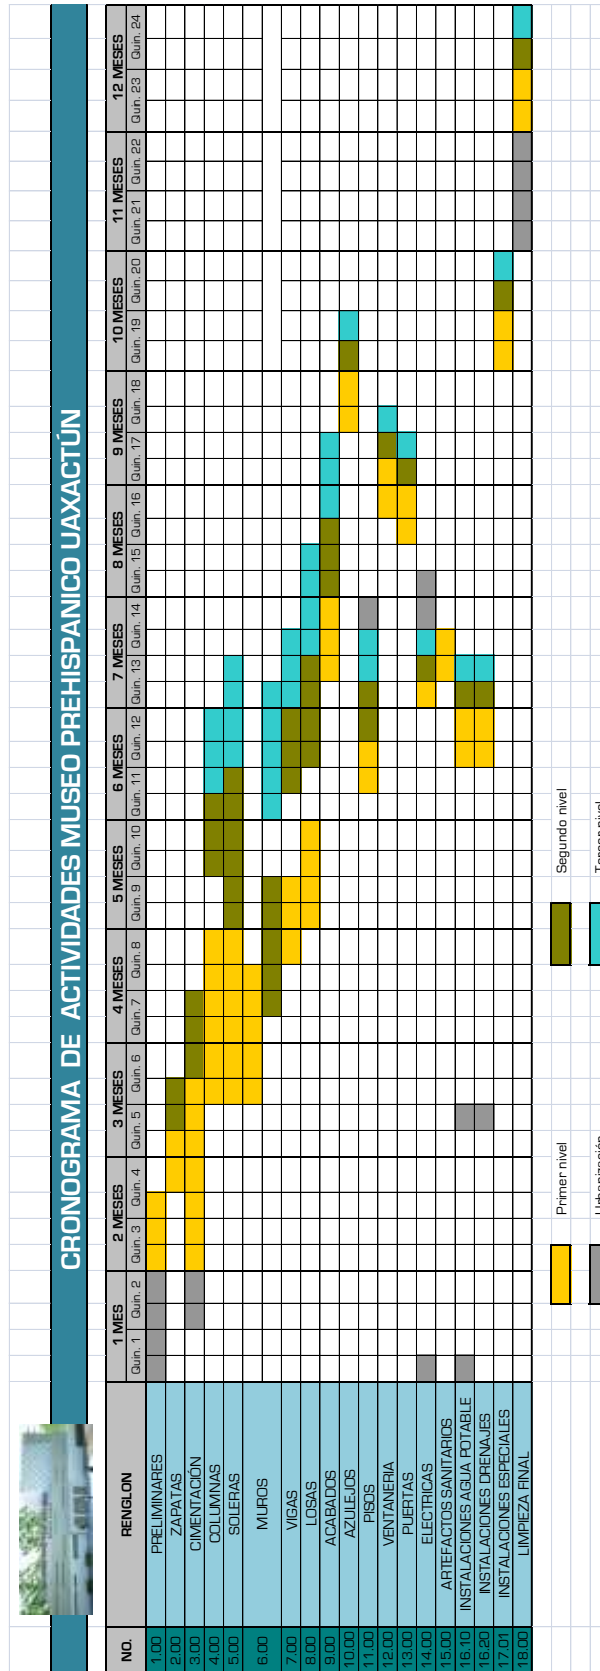 CRONOGRAMA DE ACTIVIDADES MUSEO PREHISPANICO UAXACTÚN
NO. RENGLON 1 MES 2 MESES 3 MESES 4 MESES 5 MESES 6 MESES 7 MESES 8 MESES 9 MESES 10 MESES 11 MESES 12 MESES
Quin. 1 Quin. 2 Quin. 3 Quin. 4 Quin. 5 Quin. 6 Quin. 7 Quin. 8 Quin. 9 Quin. 10 Quin. 11 Quin. 12 Quin. 13 Quin. 14 Quin. 15 Quin. 16 Quin. 17 Quin. 18 Quin. 19 Quin. 20 Quin. 21 Quin. 22 Quin. 23 Quin. 24
1.00 PRELIMINARES
2.00 ZAPATAS
3.00 CIMENTACIÓN
4.00 COLUMNAS
5.00 SOLERAS
6.00 MUROS
7.00 VIGAS
8.00 LOSAS
9.00 ACABADOS
10.00 AZULEJOS
11.00 PISOS
12.00 VENTANERIA
13.00 PUERTAS
14.00 ELECTRICAS
15.00 ARTEFACTOS SANITARIOS
16.10 INSTALACIONES AGUA POTABLE
16.20 INSTALACIONES DRENAJES
17.01 INSTALACIONES ESPECIALES
18.00 LIMPIEZA FINAL
Primer nivel Segundo nivel
Urbanización Tercer nivel